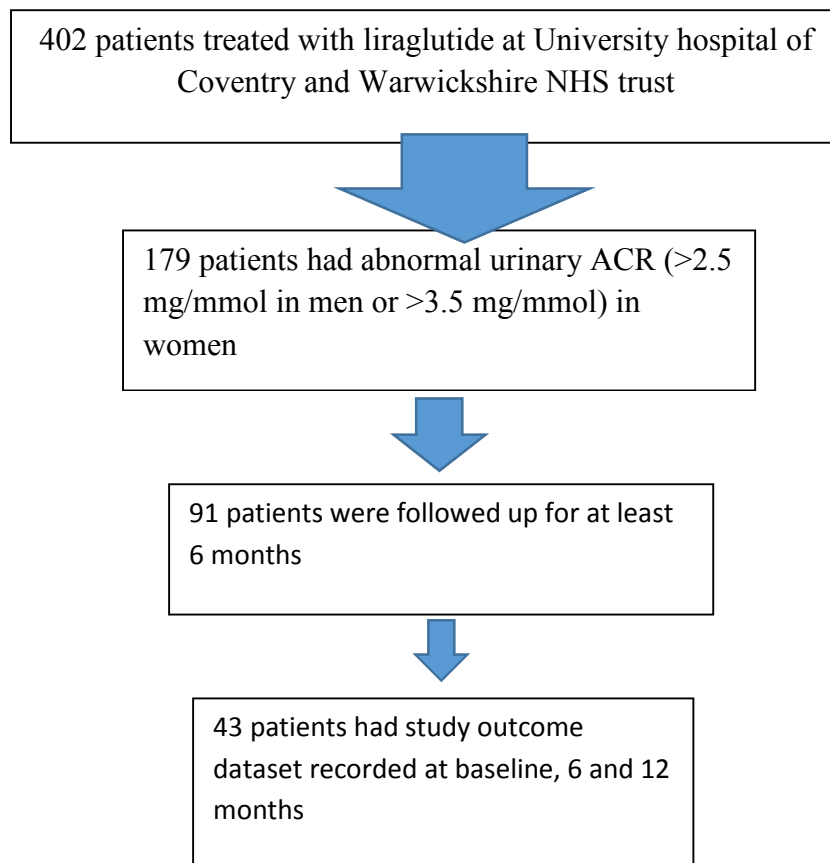 402 patients treated with liraglutide at University hospital of
Coventry and Warwickshire NHS trust
179 patients had abnormal urinary ACR (>2.5
mg/mmol in men or >3.5 mg/mmol) in
women
91 patients were followed up for at least
6 months
43 patients had study outcome
dataset recorded at baseline, 6 and 12
months